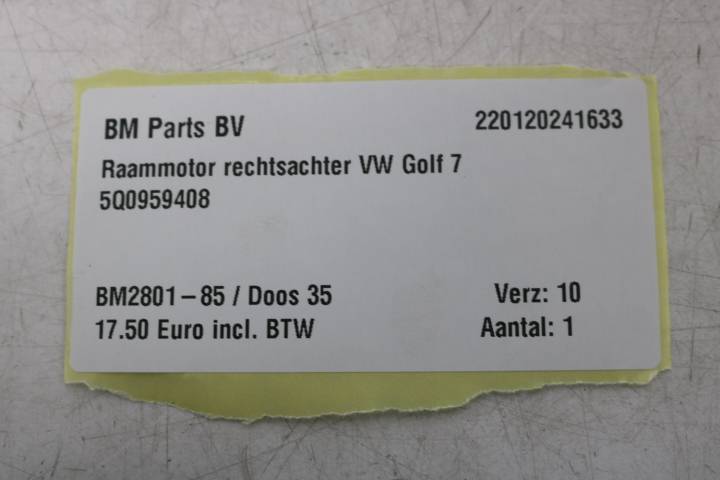 BM Parts BV 220120241633
Raammotor rechtsachter VW Golf 7
5Q0959408
BM2801-85 / Doos 35 Verz: 10
17.50 Euro incl. BTW Aantal: 1